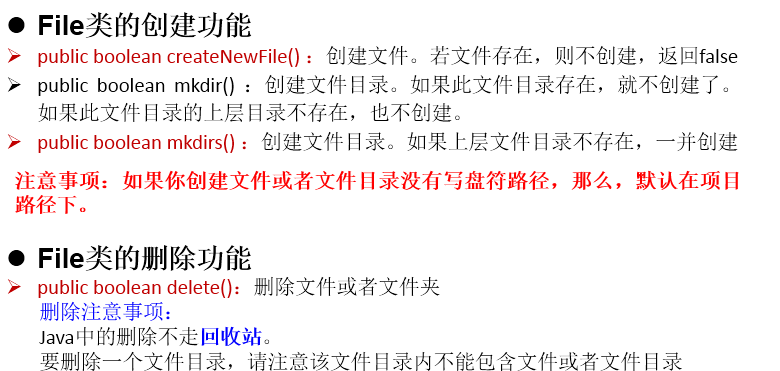 ● File类的创建功能
➢ public boolean createNewFile() ：创建文件。若文件存在，则不创建，返回false
➢ public boolean mkdir() ：创建文件目录。如果此文件目录存在，就不创建了。
如果此文件目录的上层目录不存在，也不创建。
➢ public boolean mkdirs() ：创建文件目录。如果上层文件目录不存在，一并创建
注意事项：如果你创建文件或者文件目录没有写盘符路径，那么，默认在项目
路径下。
● File类的删除功能
➢ public boolean delete()：删除文件或者文件夹
删除注意事项：
Java中的删除不走回收站。
要删除一个文件目录，请注意该文件目录内不能包含文件或者文件目录